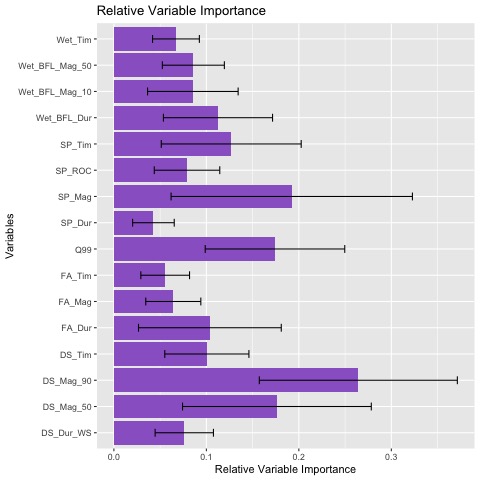 Relative Variable Importance
Variables
Wet_Tim
Wet_BFL_Mag_50
Wet_BFL_Mag_10
Wet_BFL_Dur
SP_Tim
SP_ROC
SP_Mag
SP_Dur
Q99
FA_Tim
FA_Mag
FA_Dur
DS_Tim
DS_Mag_90
DS_Mag_50
DS_Dur_WS
0.0 0.1 0.2 0.3
Relative Variable Importance